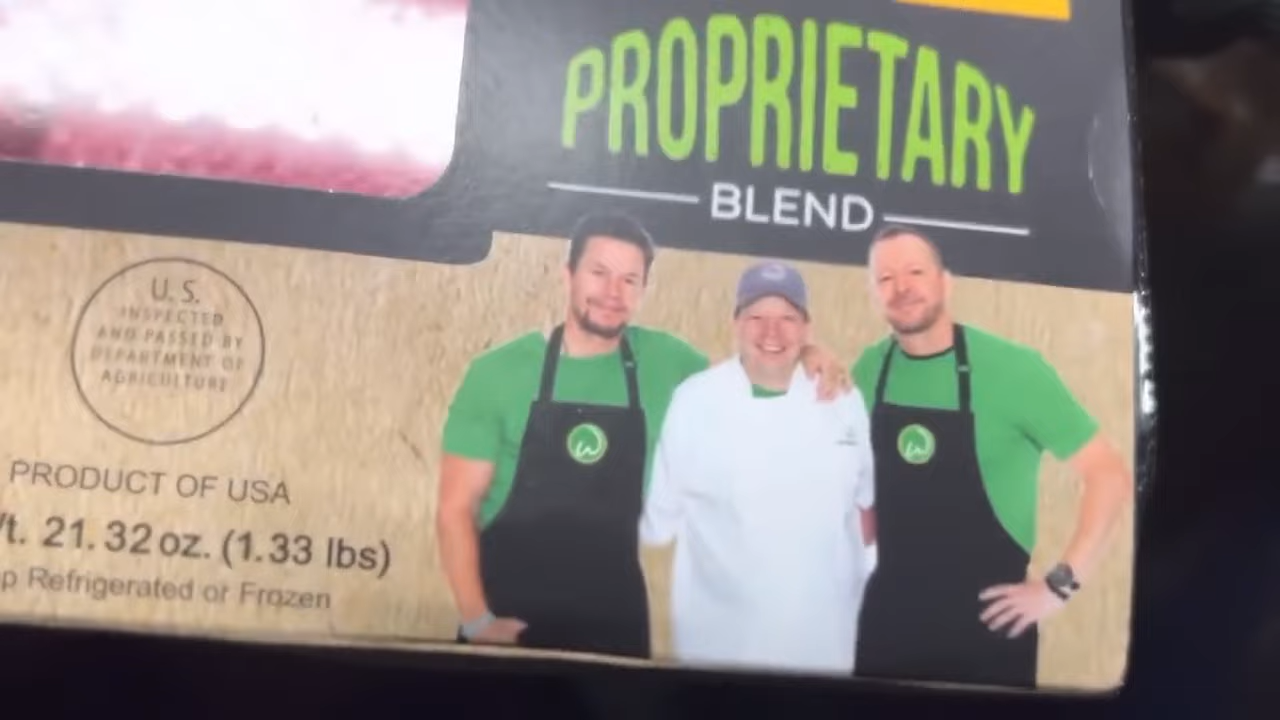 PROPRIETARY
BLEND
U. S.
INSPECTED
AND PASSED BY
DEPARTMENT OF
AGRICULTURE
PRODUCT OF USA
21.32 oz. (1.33 lbs)
Refrigerated or Frozen